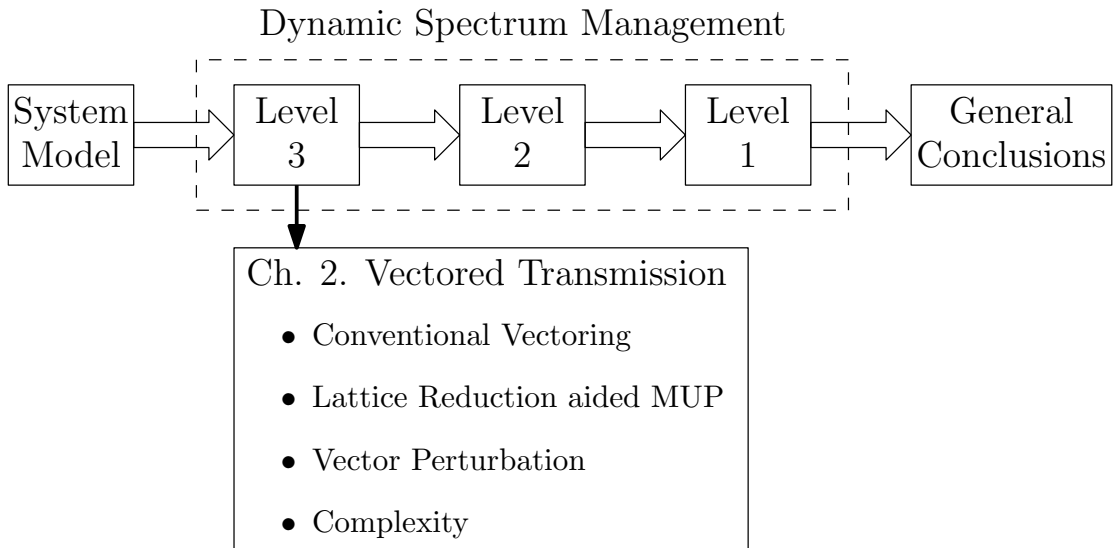 Dynamic Spectrum Management
System
Model
Level
3
Level
2
Level
1
General
Conclusions
Ch. 2. Vectored Transmission
• Conventional Vectoring
• Lattice Reduction aided MUP
• Vector Perturbation
• Complexity